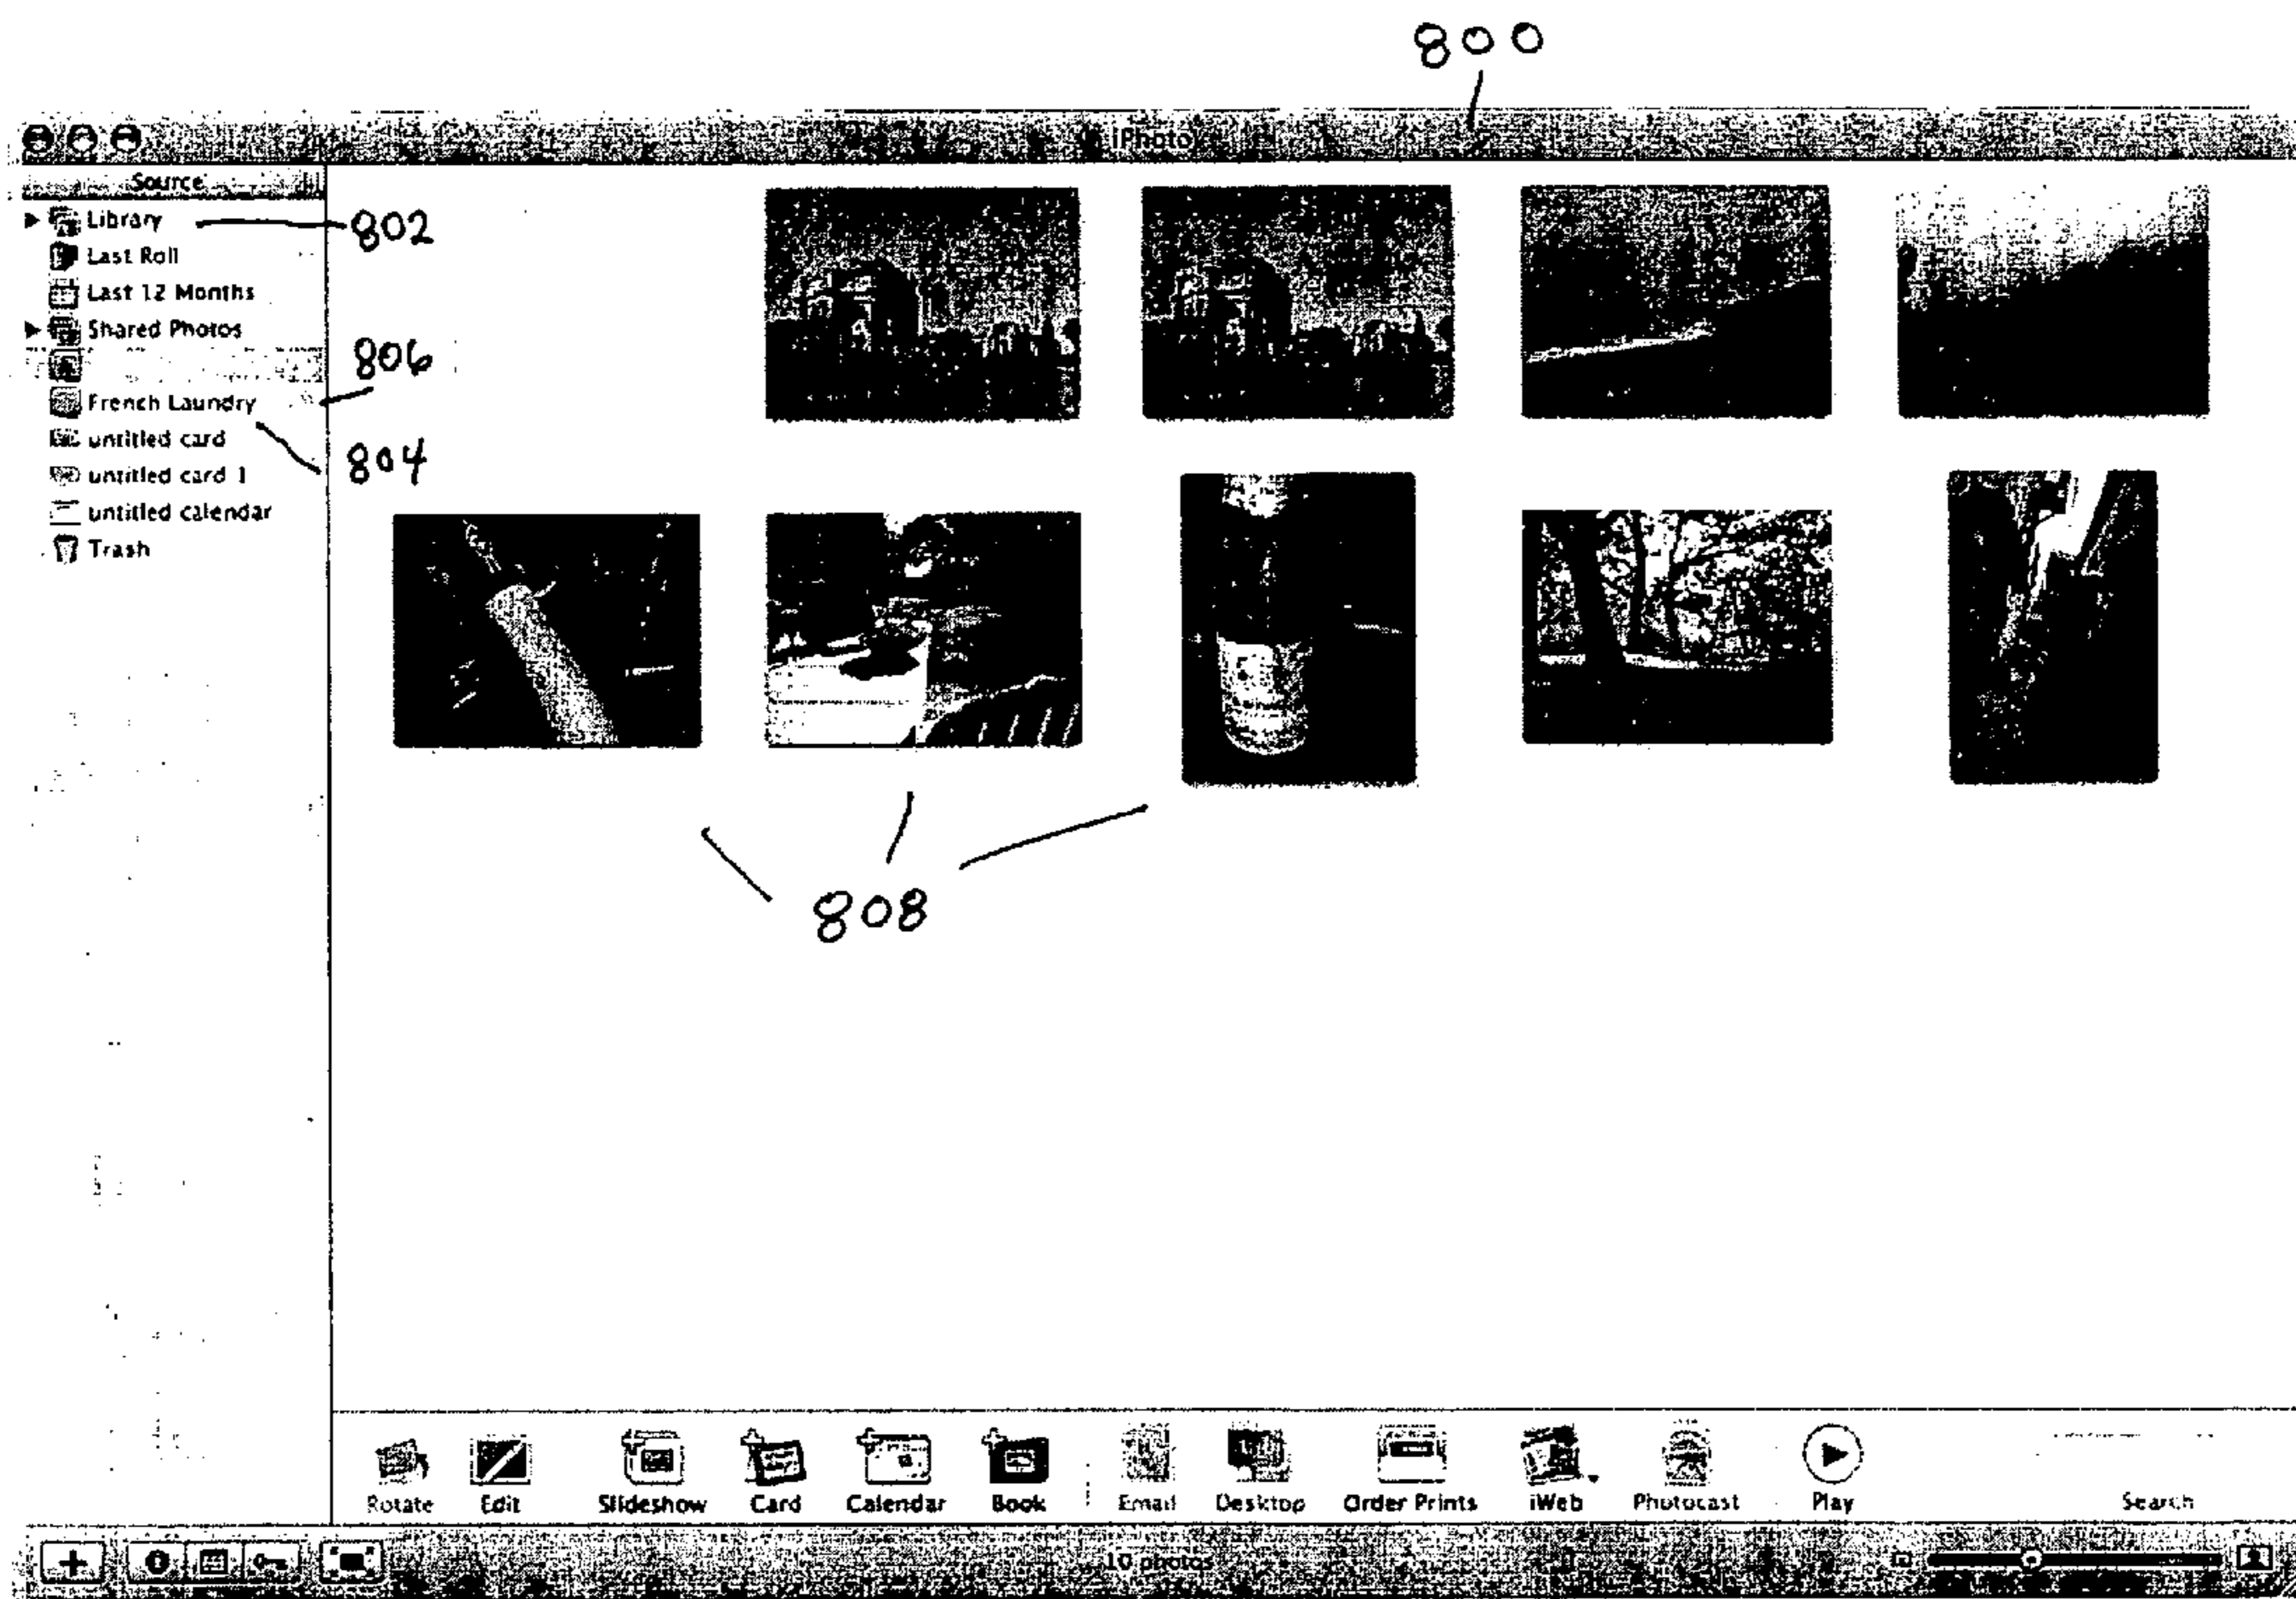 800
iPhoto
Source
Library
802
Last Roll
Last 12 Months
Shared Photos
806
French Laundry
untitled card
804
untitled card 1
untitled calendar
Trash
808
Rotate Edit Slideshow Card Calendar Book Email Desktop Order Prints iWeb Photocast Play Search
10 photos